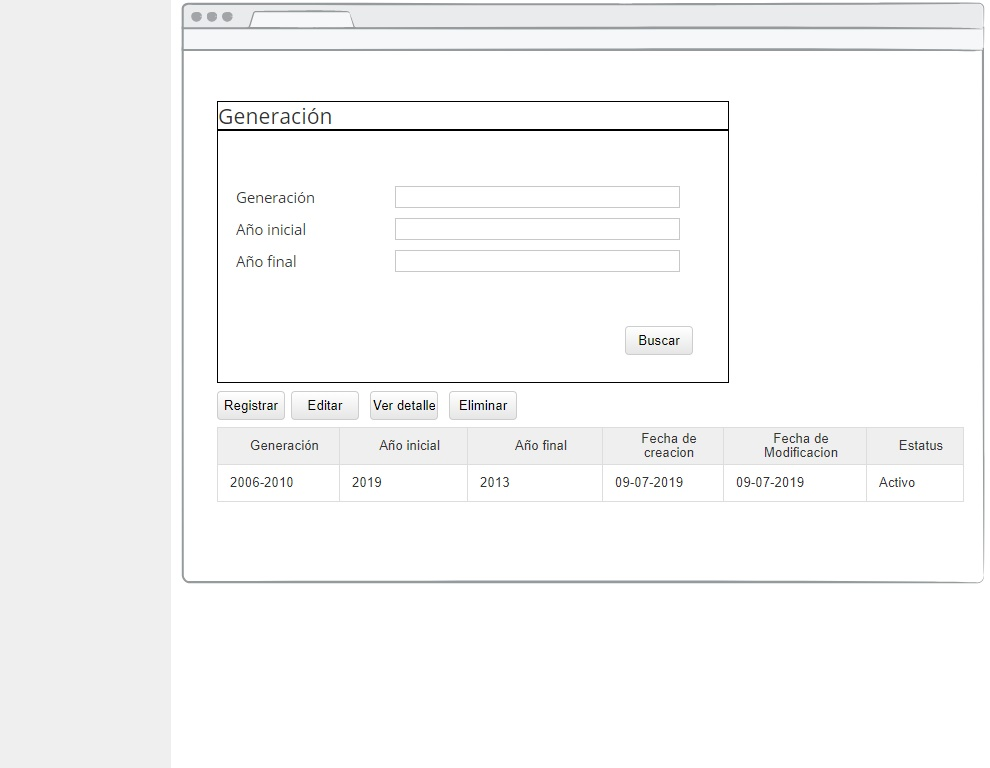 Generación
Generación
Año inicial
Año final
Buscar
Registrar Editar Ver detalle Eliminar
Generación Año inicial Año final Fecha de creacion Fecha de Modificacion Estatus
2006-2010 2019 2013 09-07-2019 09-07-2019 Activo